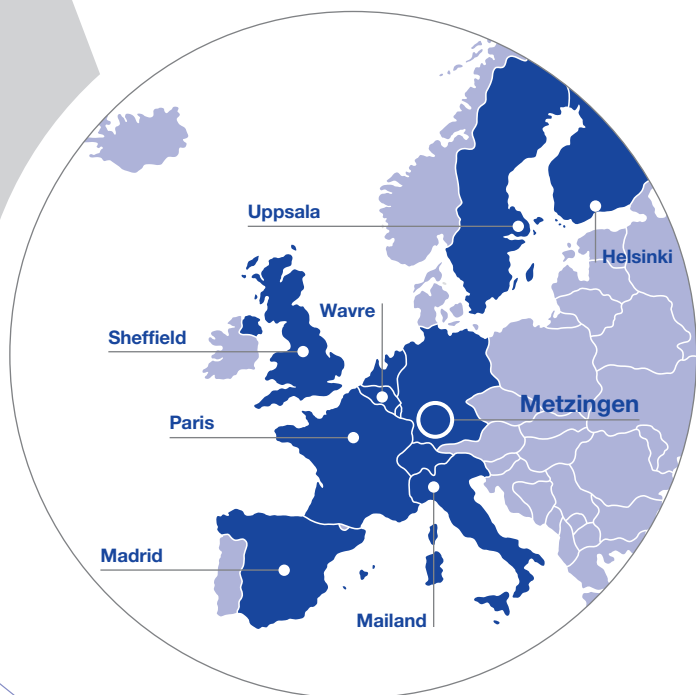 Uppsala
Helsinki
Wavre
Sheffield
Metzingen
Paris
Madrid
Mailand